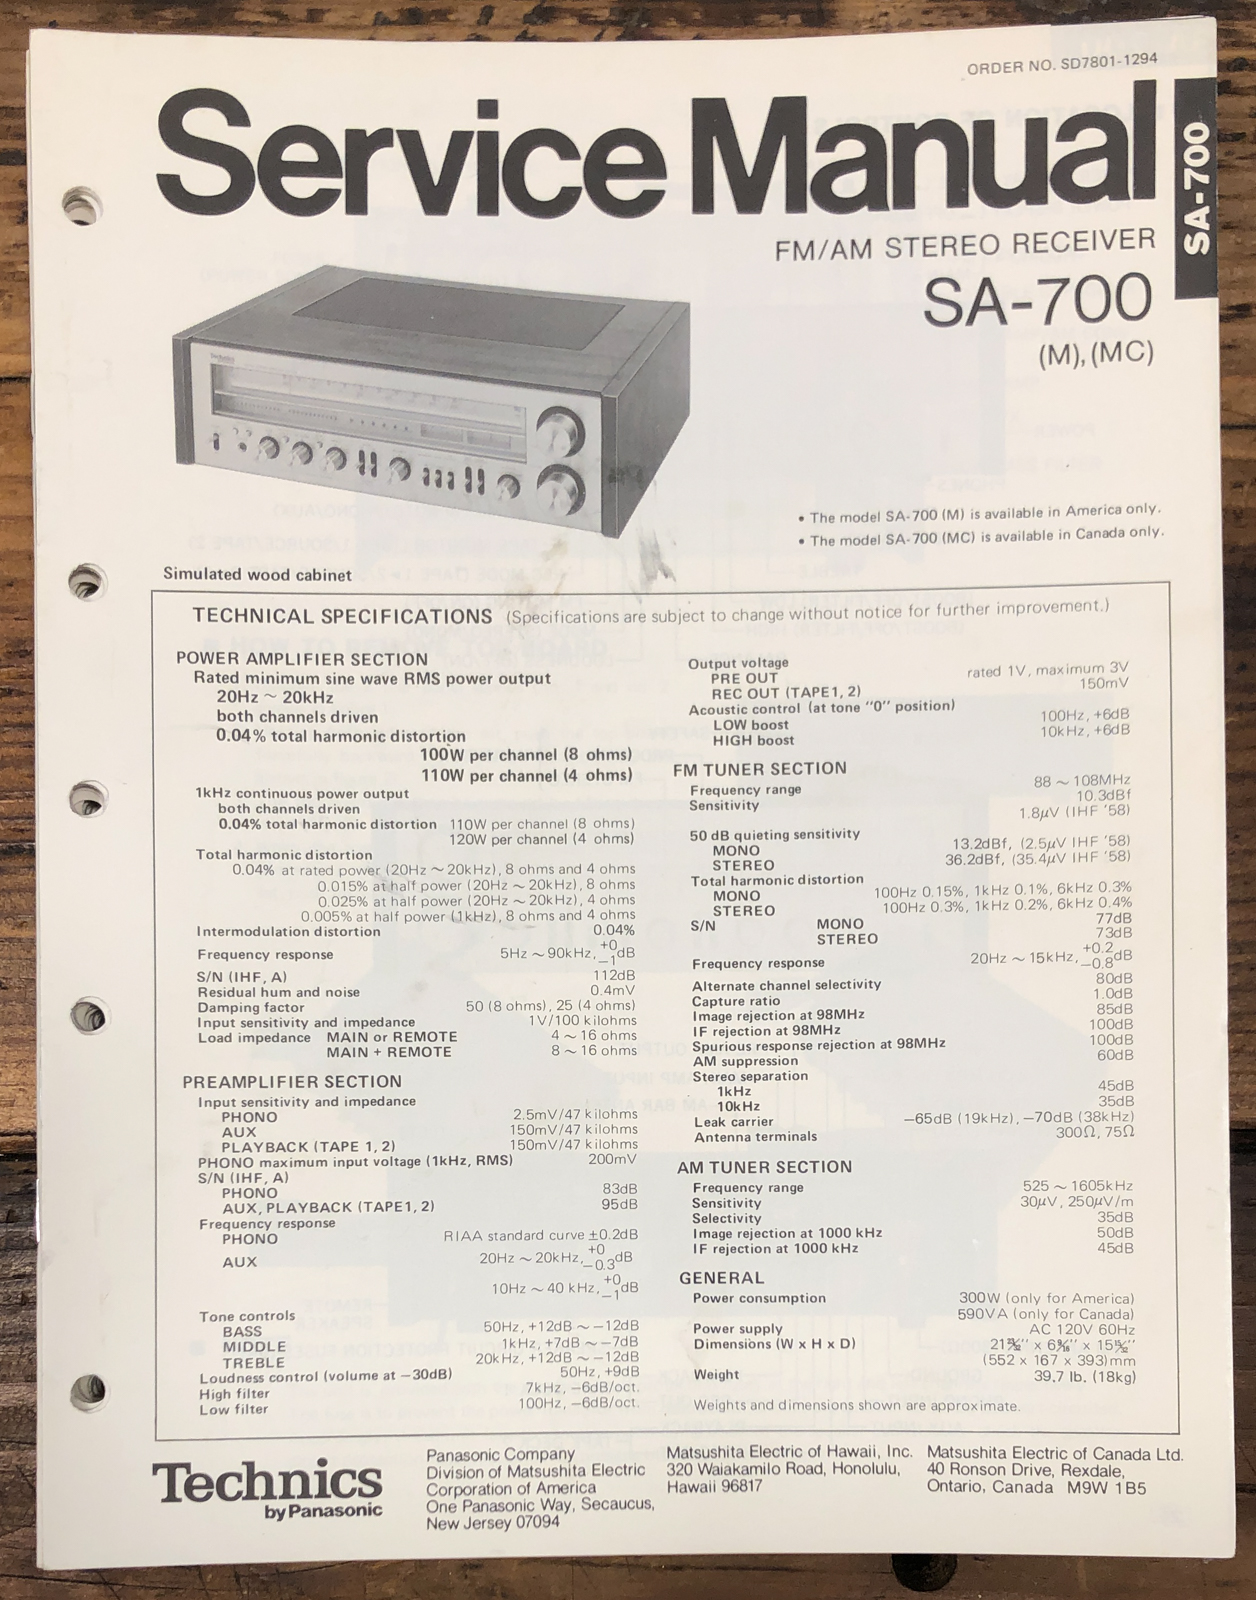 ORDER NO. SD7801-1294
Service Manual
SA-700
FM/AM STEREO RECEIVER
SA-700
(M), (MC)
Technics
• The model SA-700 (M) is available in America only.
• The model SA-700 (MC) is available in Canada only.
Simulated wood cabinet
TECHNICAL SPECIFICATIONS (Specifications are subject to change without notice for further improvement.)
POWER AMPLIFIER SECTION
Rated minimum sine wave RMS power output
20Hz ~ 20kHz
both channels driven
0.04% total harmonic distortion
100W per channel (8 ohms)
110W per channel (4 ohms)
1kHz continuous power output
both channels driven
0.04% total harmonic distortion 110W per channel (8 ohms)
120W per channel (4 ohms)
Total harmonic distortion
0.04% at rated power (20Hz ~ 20kHz), 8 ohms and 4 ohms
0.015% at half power (20Hz ~ 20kHz), 8 ohms
0.025% at half power (20Hz ~ 20kHz), 4 ohms
0.005% at half power (1kHz), 8 ohms and 4 ohms
Intermodulation distortion 0.04%
Frequency response 5Hz ~ 90kHz, +0 −1 dB
S/N (IHF, A) 112dB
Residual hum and noise 0.4mV
Damping factor 50 (8 ohms), 25 (4 ohms)
Input sensitivity and impedance 1V/100 kilohms
Load impedance MAIN or REMOTE 4 ~ 16 ohms
MAIN + REMOTE 8 ~ 16 ohms
PREAMPLIFIER SECTION
Input sensitivity and impedance
PHONO 2.5mV/47 kilohms
AUX 150mV/47 kilohms
PLAYBACK (TAPE 1, 2) 150mV/47 kilohms
PHONO maximum input voltage (1kHz, RMS) 200mV
S/N (IHF, A)
PHONO 83dB
AUX, PLAYBACK (TAPE1, 2) 95dB
Frequency response
PHONO RIAA standard curve ±0.2dB
AUX 20Hz ~ 20kHz, +0 −0.3 dB
10Hz ~ 40 kHz, +0 −1 dB
Tone controls
BASS 50Hz, +12dB ~ −12dB
MIDDLE 1kHz, +7dB ~ −7dB
TREBLE 20kHz, +12dB ~ −12dB
Loudness control (volume at −30dB) 50Hz, +9dB
High filter 7kHz, −6dB/oct.
Low filter 100Hz, −6dB/oct.
Output voltage
PRE OUT rated 1V, maximum 3V
REC OUT (TAPE1, 2) 150mV
Acoustic control (at tone "0" position)
LOW boost 100Hz, +6dB
HIGH boost 10kHz, +6dB
FM TUNER SECTION
Frequency range 88 ~ 108MHz
Sensitivity 10.3dBf
1.8µV (IHF '58)
50 dB quieting sensitivity
MONO 13.2dBf, (2.5µV IHF '58)
STEREO 36.2dBf, (35.4µV IHF '58)
Total harmonic distortion
MONO 100Hz 0.15%, 1kHz 0.1%, 6kHz 0.3%
STEREO 100Hz 0.3%, 1kHz 0.2%, 6kHz 0.4%
S/N MONO 77dB
STEREO 73dB
Frequency response 20Hz ~ 15kHz, +0.2 −0.8 dB
Alternate channel selectivity 80dB
Capture ratio 1.0dB
Image rejection at 98MHz 85dB
IF rejection at 98MHz 100dB
Spurious response rejection at 98MHz 100dB
AM suppression 60dB
Stereo separation
1kHz 45dB
10kHz 35dB
Leak carrier −65dB (19kHz), −70dB (38kHz)
Antenna terminals 300Ω, 75Ω
AM TUNER SECTION
Frequency range 525 ~ 1605kHz
Sensitivity 30µV, 250µV/m
Selectivity 35dB
Image rejection at 1000 kHz 50dB
IF rejection at 1000 kHz 45dB
GENERAL
Power consumption 300W (only for America)
590VA (only for Canada)
Power supply AC 120V 60Hz
Dimensions (W x H x D)
(552 x 167 x 393)mm
Weight 39.7 lb. (18kg)
Weights and dimensions shown are approximate.
Technics
by Panasonic
Panasonic Company
Division of Matsushita Electric
Corporation of America
One Panasonic Way, Secaucus,
New Jersey 07094
Matsushita Electric of Hawaii, Inc.
320 Waiakamilo Road, Honolulu,
Hawaii 96817
Matsushita Electric of Canada Ltd.
40 Ronson Drive, Rexdale,
Ontario, Canada M9W 1B5